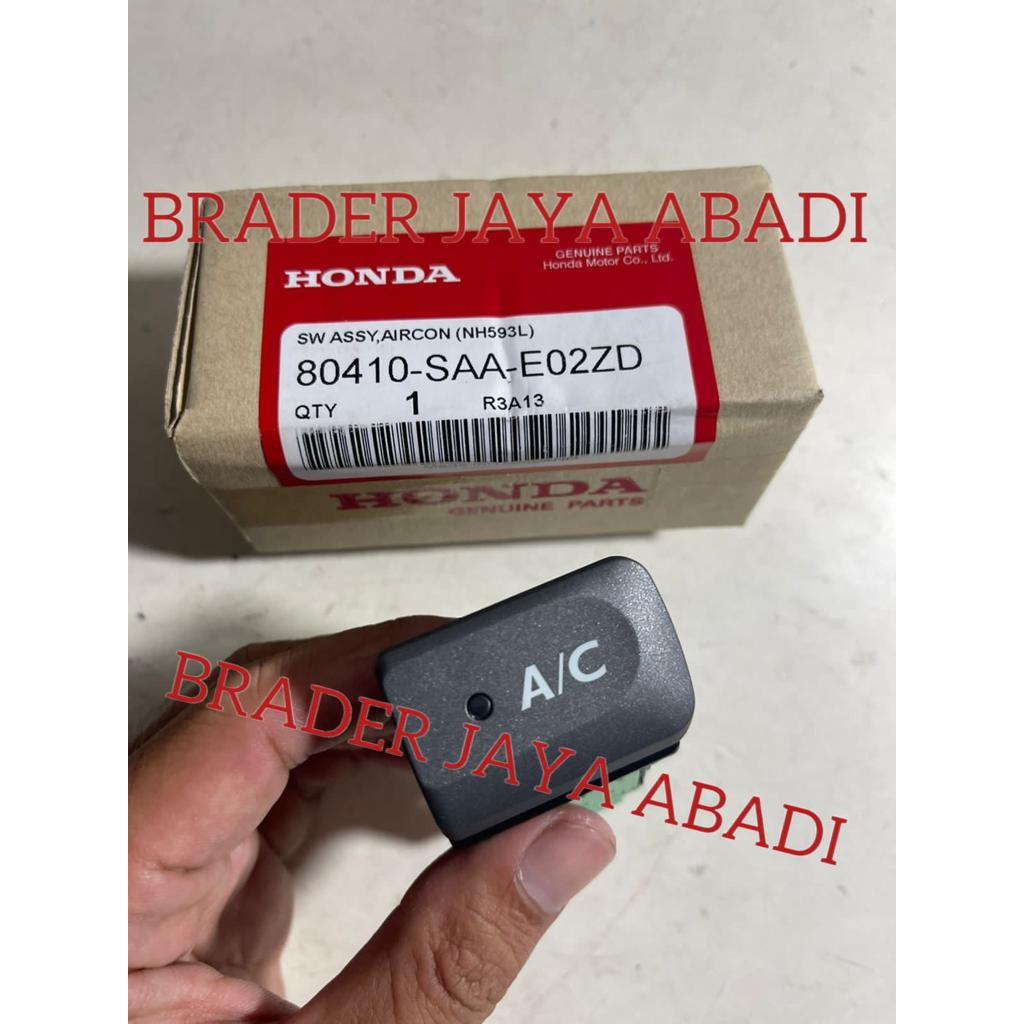 BRADER JAYA ABADI
GENUINE PARTS
Honda Motor Co., Ltd.
HONDA
SW ASSY,AIRCON (NH593L)
80410-SAA-E02ZD
QTY 1 R3A13
HONDA
GENUINE PARTS
A/C
BRADER JAYA ABADI